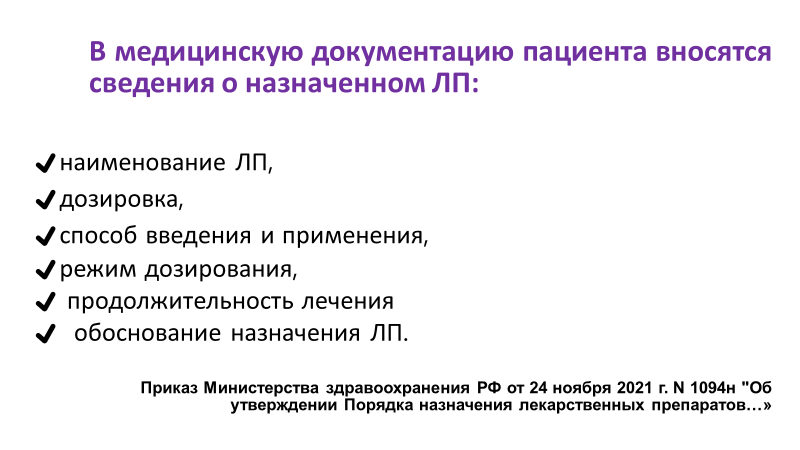 В медицинскую документацию пациента вносятся
сведения о назначенном ЛП:
✔наименование ЛП,
✔дозировка,
✔способ введения и применения,
✔режим дозирования,
✔ продолжительность лечения
✔ обоснование назначения ЛП.
Приказ Министерства здравоохранения РФ от 24 ноября 2021 г. N 1094н "Об
утверждении Порядка назначения лекарственных препаратов…»